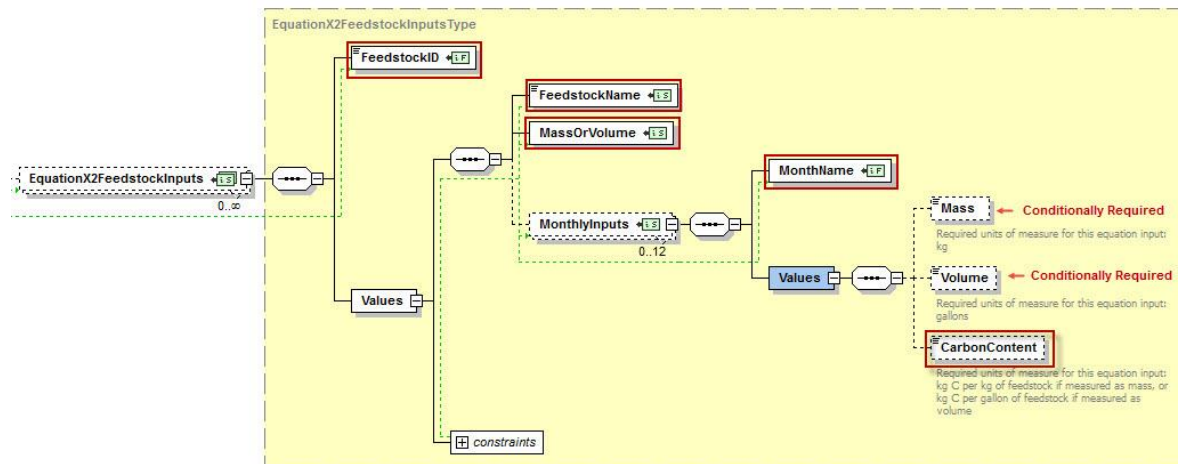 EquationX2FeedstockInputsType
FeedstockID
FeedstockName
MassOrVolume
EquationX2FeedstockInputs
0..∞
MonthName
MonthlyInputs
0..12
Mass
Conditionally Required
Required units of measure for this equation input:
kg
Values
Volume
Conditionally Required
Required units of measure for this equation input:
gallons
Values
CarbonContent
Required units of measure for this equation input:
kg C per kg of feedstock if measured as mass, or
kg C per gallon of feedstock if measured as
volume
constraints